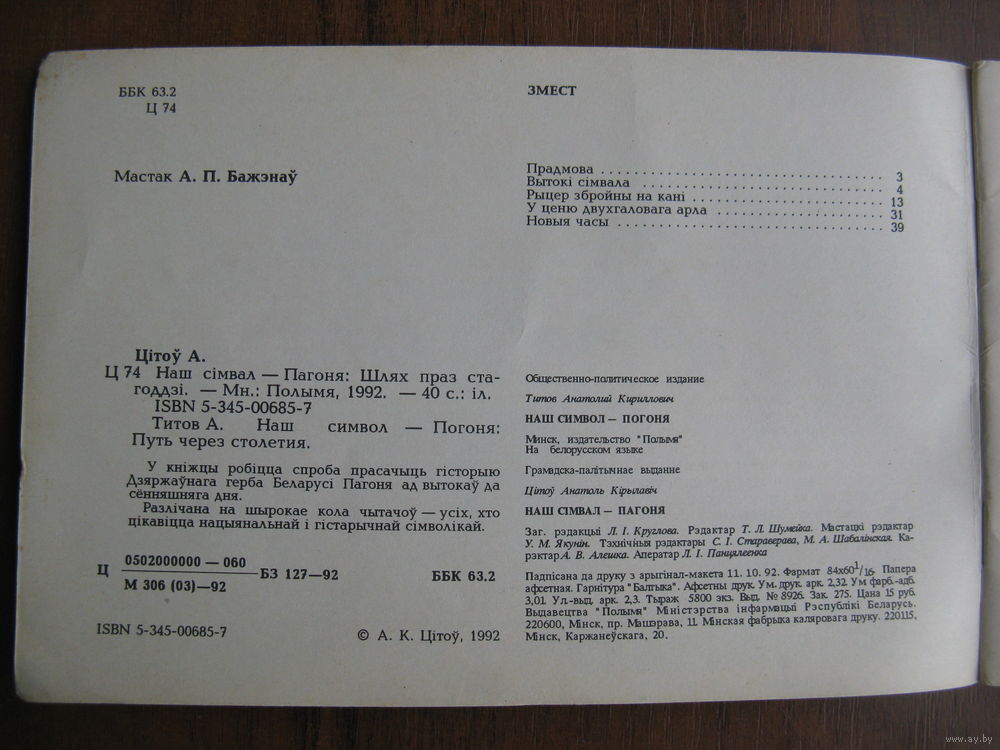 ББК 63.2
Ц 74
Мастак А. П. Бажэнаў
Цітоў А.
Ц 74 Наш сімвал — Пагоня: Шлях праз ста-
годдзі. — Мн.: Полымя, 1992. — 40 с.: іл.
ISBN 5-345-00685-7
Титов А. Наш символ — Погоня:
Путь через столетия.
У кніжцы робіцца спроба прасачыць гісторыю
Дзяржаўнага герба Беларусі Пагоня ад вытокаў да
сённяшняга дня.
Разлічана на шырокае кола чытачоў — усіх, хто
цікавіцца нацыянальнай і гістарычнай сімволікай.
Ц 0502000000 — 060
М 306 (03)—92
БЗ 127—92
ББК 63.2
ISBN 5-345-00685-7
© А. К. Цітоў, 1992
ЗМЕСТ
Прадмова . . . . . . . . . . 3
Вытокі сімвала . . . . . . . . . . 4
Рыцер збройны на кані . . . . . . . . . . 13
У ценю двухгаловага арла . . . . . . . . . . 31
Новыя часы . . . . . . . . . . 39
Общественно-политическое издание
Титов Анатолий Кириллович
НАШ СИМВОЛ — ПОГОНЯ
Минск, издательство "Полымя"
На белорусском языке
Грамадска-палітычнае выданне
Цітоў Анатоль Кірылавіч
НАШ СІМВАЛ — ПАГОНЯ
Заг. рэдакцыі Л. І. Круглова. Рэдактар Т. Л. Шумейка. Мастацкі рэдактар
У. М. Якунін. Тэхнічныя рэдактары С. І. Староверава, М. А. Шабалінская. Ка-
рэктар А. В. Алешка. Аператар Л. І. Панцялеенка
Падпісана да друку з арыгінал-макета 11. 10. 92. Фармат 84х60 1/16. Папера
афсетная. Гарнітура "Балтыка". Афсетны друк. Ум. друк. арк. 2,32. Ум фарб.-адб.
3,01. Ул.-выд. арк. 2,3. Тыраж 5800 экз. Выд. № 8926. Зак. 275. Цана 15 руб.
Выдавецтва "Полымя" Міністэрства інфармацыі Рэспублікі Беларусь.
220600, Мінск, пр. Машэрава, 11. Мінская фабрыка каляровага друку. 220115,
Мінск, Каржанеўскага, 20.
www.ay.by